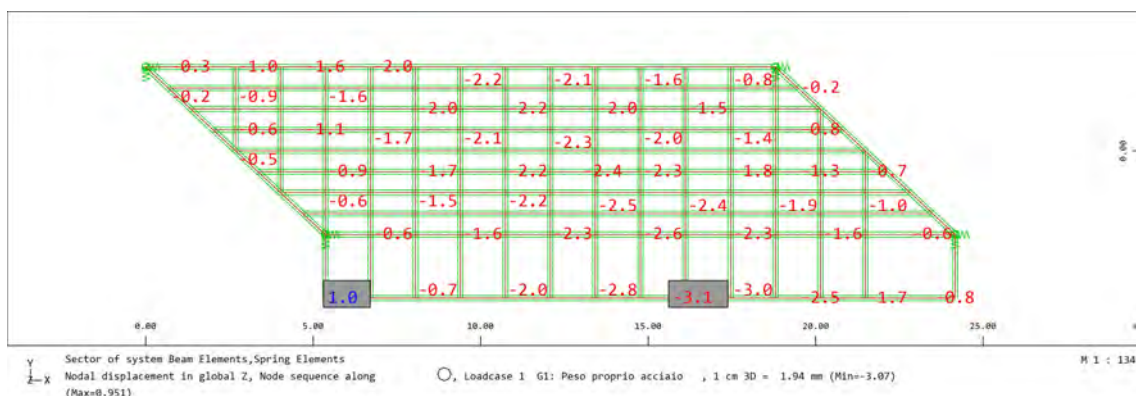 -0.3 -1.0 -1.6 -2.0
-2.2 -2.1 -1.6 -0.8
-0.2
-0.2 -0.9 -1.6
-2.0 -2.2 -2.0 1.5
-0.6 1.1 0.8
-1.7 -2.1 -2.3 -2.0 -1.4
-0.5
-0.9 -1.7 -2.2 -2.4 -2.3 1.8 -1.3 -0.7
-0.6 -1.5 -2.2 -2.5 -2.4 -1.9 -1.0
-0.6 1.6 -2.3 -2.6 -2.3 -1.6 -0.6
1.0 -0.7 -2.0 -2.8 -3.1 -3.0 -2.5 1.7 -0.8
0.00
0.00 5.00 10.00 15.00 20.00 25.00
Y Sector of system Beam Elements,Spring Elements M 1 : 134
Z X Nodal displacement in global Z, Node sequence along , Loadcase 1 G1: Peso proprio acciaio , 1 cm 3D = 1.94 mm (Min=-3.07)
(Max=0.951)